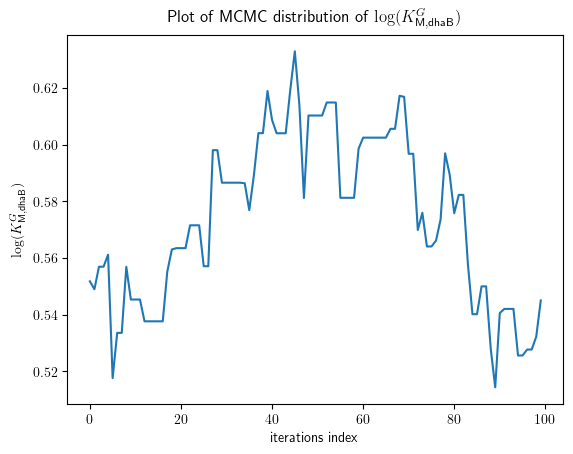 Plot of MCMC distribution of log(K^G_{M,dhaB})
log(K^G_{M,dhaB})
0.62
0.60
0.58
0.56
0.54
0.52
0 20 40 60 80 100
iterations index